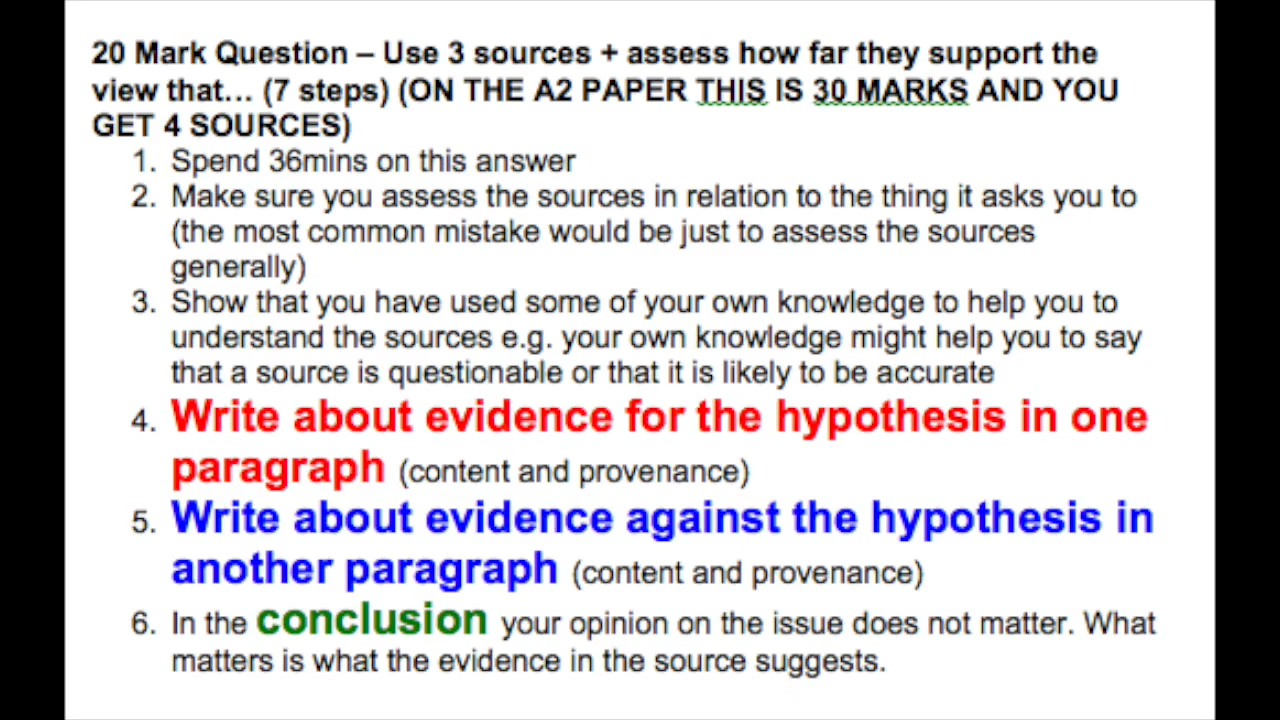 20 Mark Question – Use 3 sources + assess how far they support the
view that... (7 steps) (ON THE A2 PAPER THIS IS 30 MARKS AND YOU
GET 4 SOURCES)
1. Spend 36mins on this answer
2. Make sure you assess the sources in relation to the thing it asks you to
(the most common mistake would be just to assess the sources
generally)
3. Show that you have used some of your own knowledge to help you to
understand the sources e.g. your own knowledge might help you to say
that a source is questionable or that it is likely to be accurate
4. Write about evidence for the hypothesis in one
paragraph (content and provenance)
5. Write about evidence against the hypothesis in
another paragraph (content and provenance)
6. In the conclusion your opinion on the issue does not matter. What
matters is what the evidence in the source suggests.